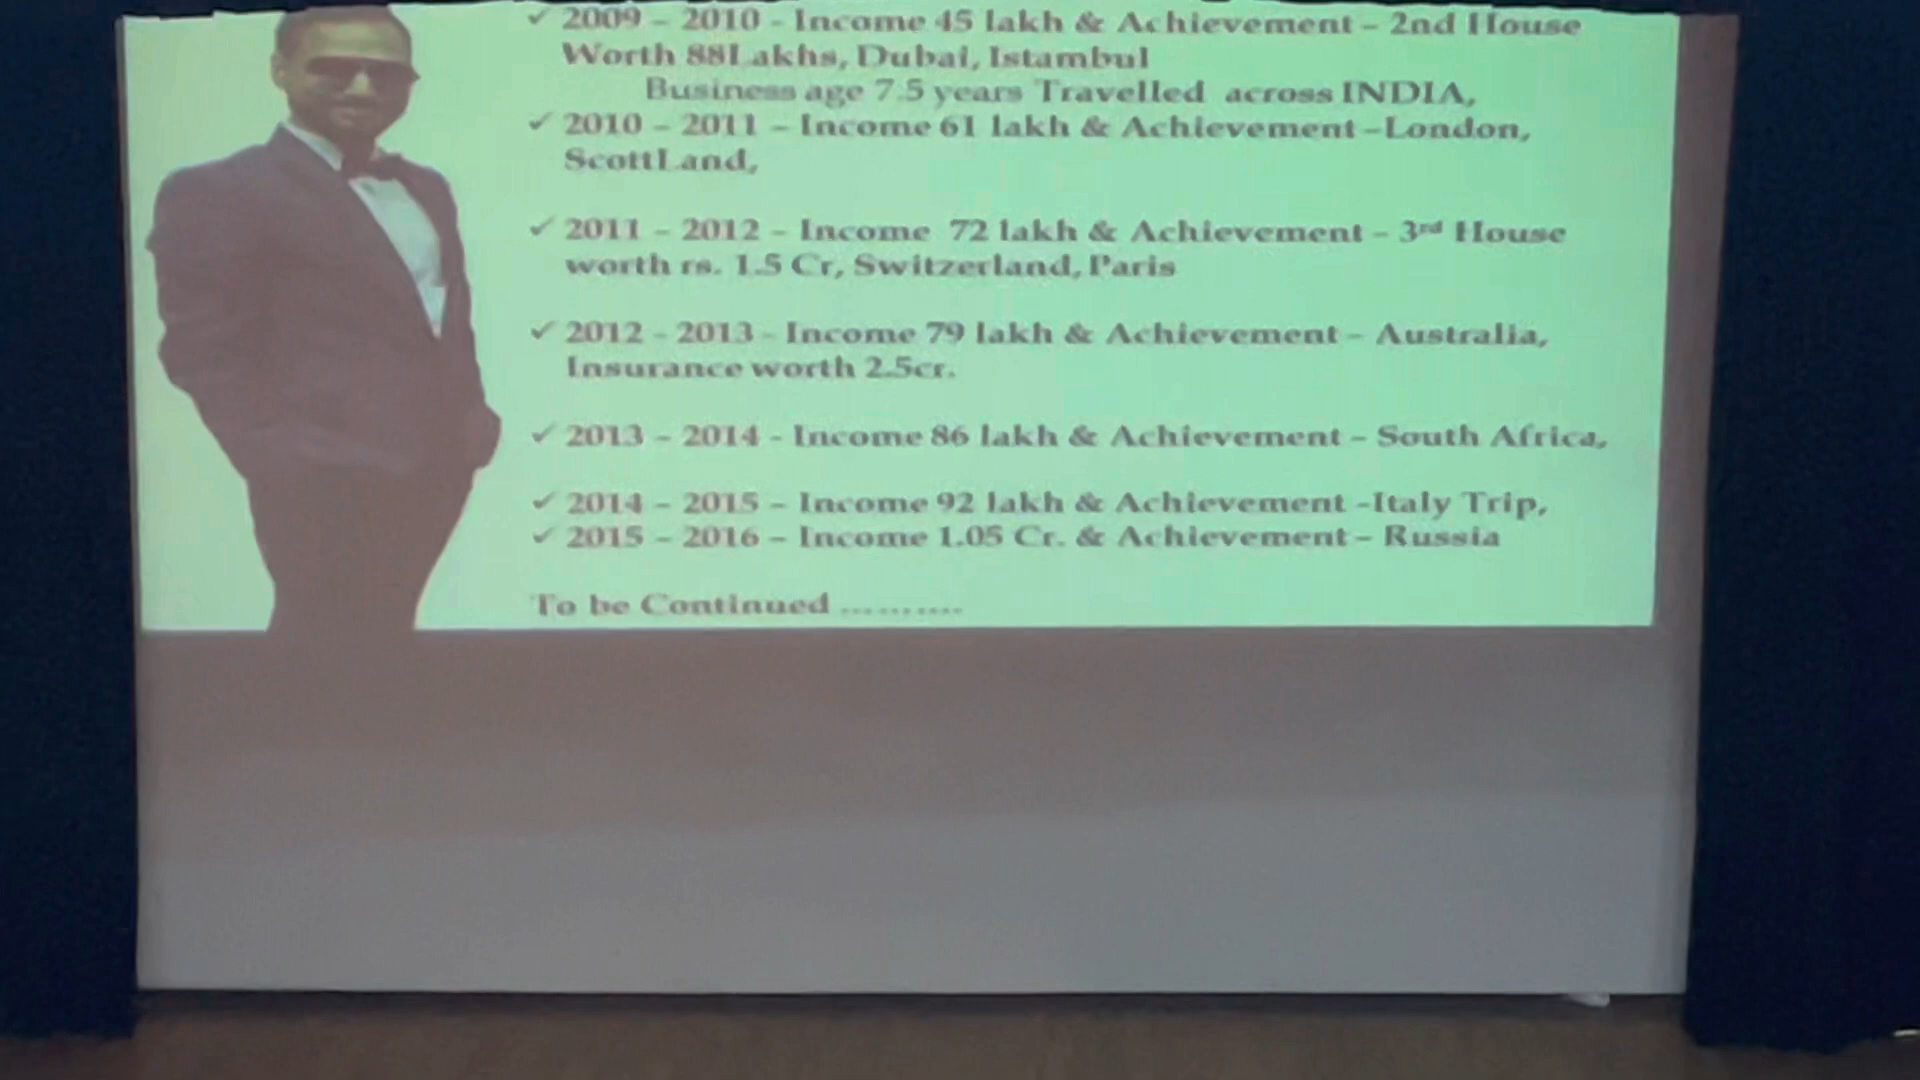 ✓ 2009 – 2010 - Income 45 lakh & Achievement – 2nd House
Worth 88Lakhs, Dubai, Istambul
Business age 7.5 years Travelled across INDIA,
✓ 2010 – 2011 – Income 61 lakh & Achievement –London,
ScottLand,
✓ 2011 – 2012 – Income 72 lakh & Achievement – 3rd House
worth rs. 1.5 Cr, Switzerland, Paris
✓ 2012 - 2013 - Income 79 lakh & Achievement – Australia,
Insurance worth 2.5cr.
✓ 2013 – 2014 - Income 86 lakh & Achievement – South Africa,
✓ 2014 – 2015 – Income 92 lakh & Achievement –Italy Trip,
✓ 2015 – 2016 – Income 1.05 Cr. & Achievement – Russia
To be Continued ..........